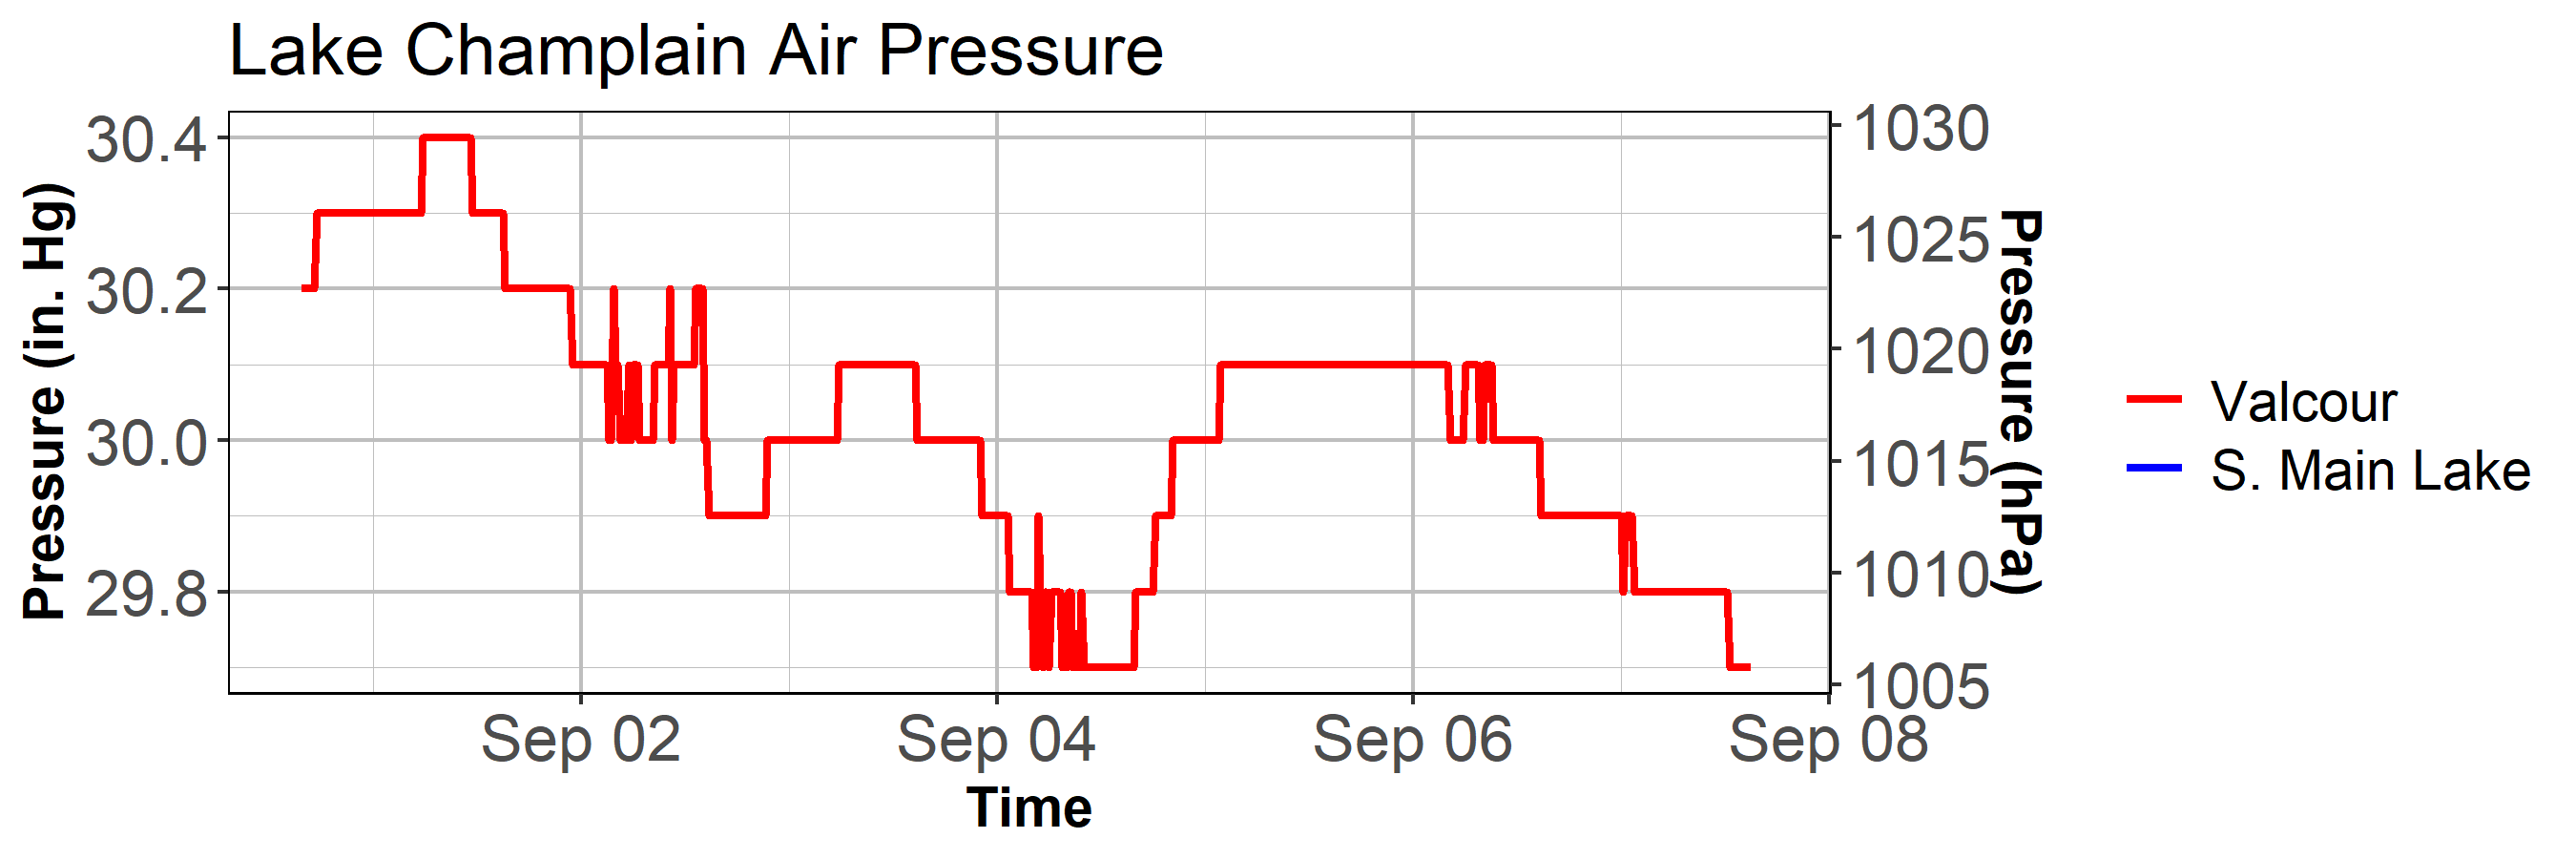 Lake Champlain Air Pressure
Pressure (in. Hg)
30.4
30.2
30.0
29.8
1030
1025
1020
1015
1010
1005
Pressure (hPa)
Sep 02
Sep 04
Sep 06
Sep 08
Time
Valcour
S. Main Lake